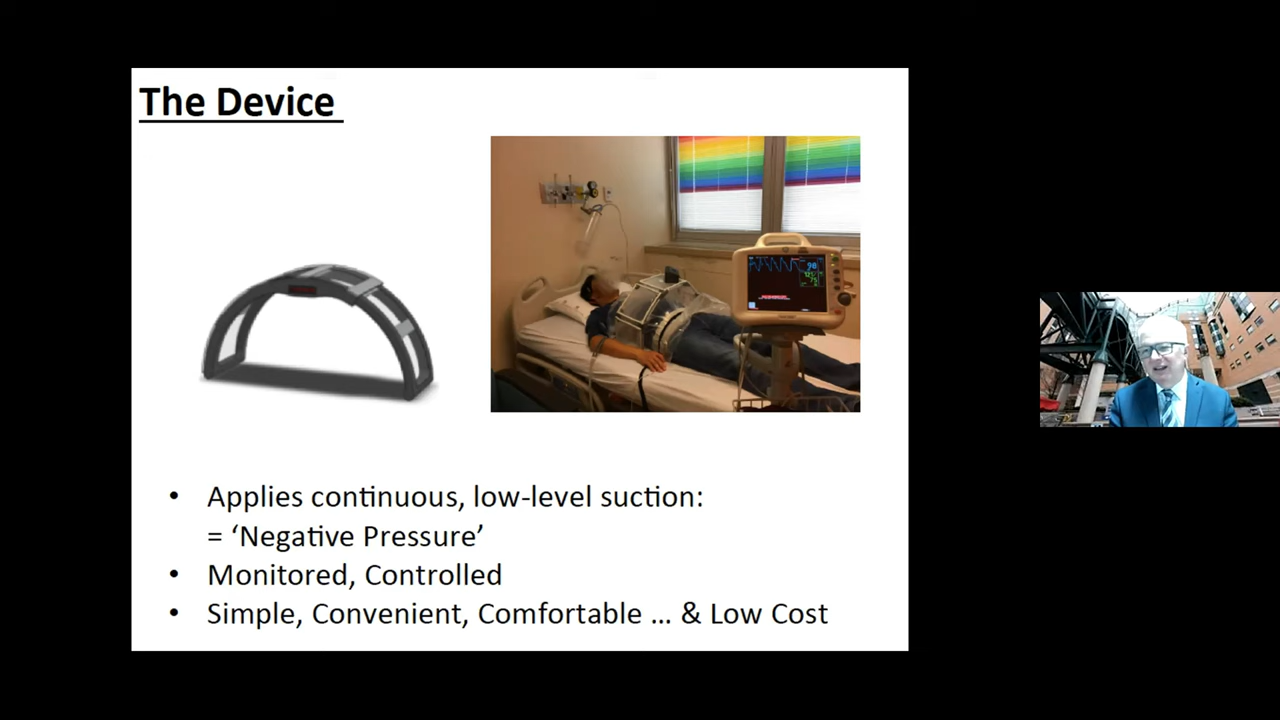 The Device
• Applies continuous, low-level suction:
= ‘Negative Pressure’
• Monitored, Controlled
• Simple, Convenient, Comfortable ... & Low Cost